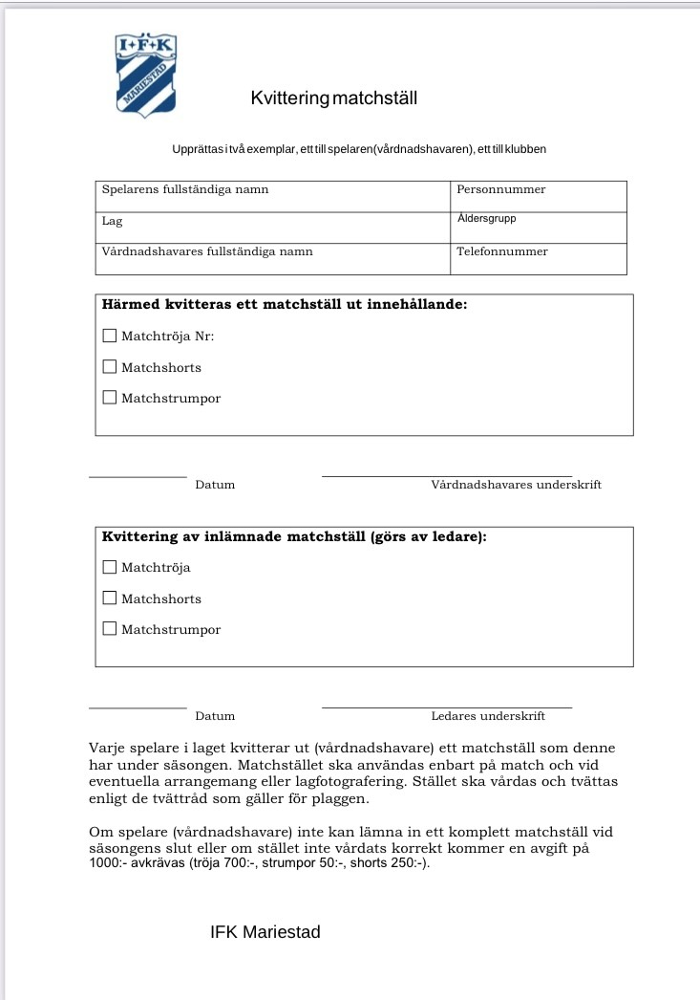 I+F+K
MARIESTAD
Kvittering matchställ
Upprättas i två exemplar, ett till spelaren(vårdnadshavaren), ett till klubben
Spelarens fullständiga namn
Personnummer
Lag
Åldersgrupp
Vårdnadshavares fullständiga namn
Telefonnummer
Härmed kvitteras ett matchställ ut innehållande:
Matchtröja Nr:
Matchshorts
Matchstrumpor
Datum
Vårdnadshavares underskrift
Kvittering av inlämnade matchställ (görs av ledare):
Matchtröja
Matchshorts
Matchstrumpor
Datum
Ledares underskrift
Varje spelare i laget kvitterar ut (vårdnadshavare) ett matchställ som denne
har under säsongen. Matchstället ska användas enbart på match och vid
eventuella arrangemang eller lagfotografering. Stället ska vårdas och tvättas
enligt de tvättråd som gäller för plaggen.
Om spelare (vårdnadshavare) inte kan lämna in ett komplett matchställ vid
säsongens slut eller om stället inte vårdats korrekt kommer en avgift på
1000:- avkrävas (tröja 700:-, strumpor 50:-, shorts 250:-).
IFK Mariestad